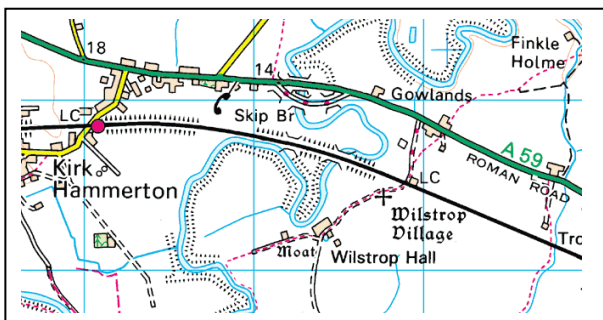 18
14
Finkle
Holme
LC
Skip Br
Gowlands
A 59
ROMAN ROAD
Kirk
Hammerton
LC
Wilstrop
Village
Moat
Wilstrop Hall
Tro